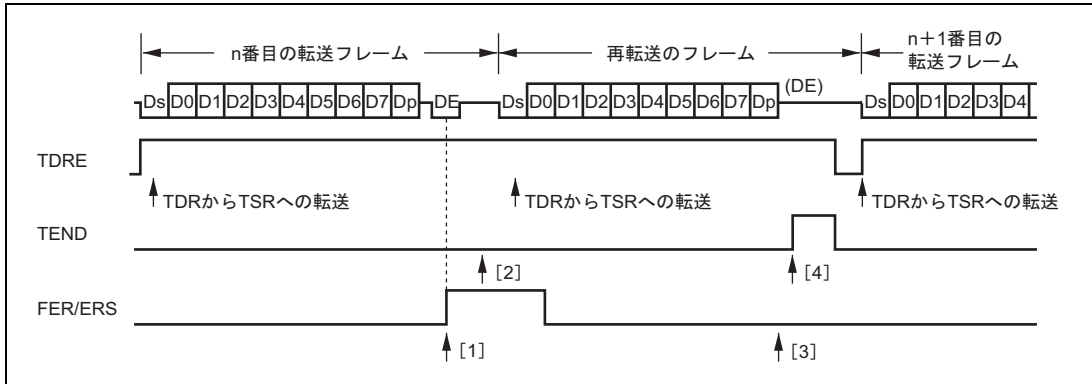 n番目の転送フレーム
再転送のフレーム
n+1番目の
転送フレーム
Ds D0 D1 D2 D3 D4 D5 D6 D7 Dp DE Ds D0 D1 D2 D3 D4 D5 D6 D7 Dp (DE) Ds D0 D1 D2 D3 D4
TDRE
TDRからTSRへの転送 TDRからTSRへの転送 TDRからTSRへの転送
TEND
[2] [4]
FER/ERS
[1] [3]